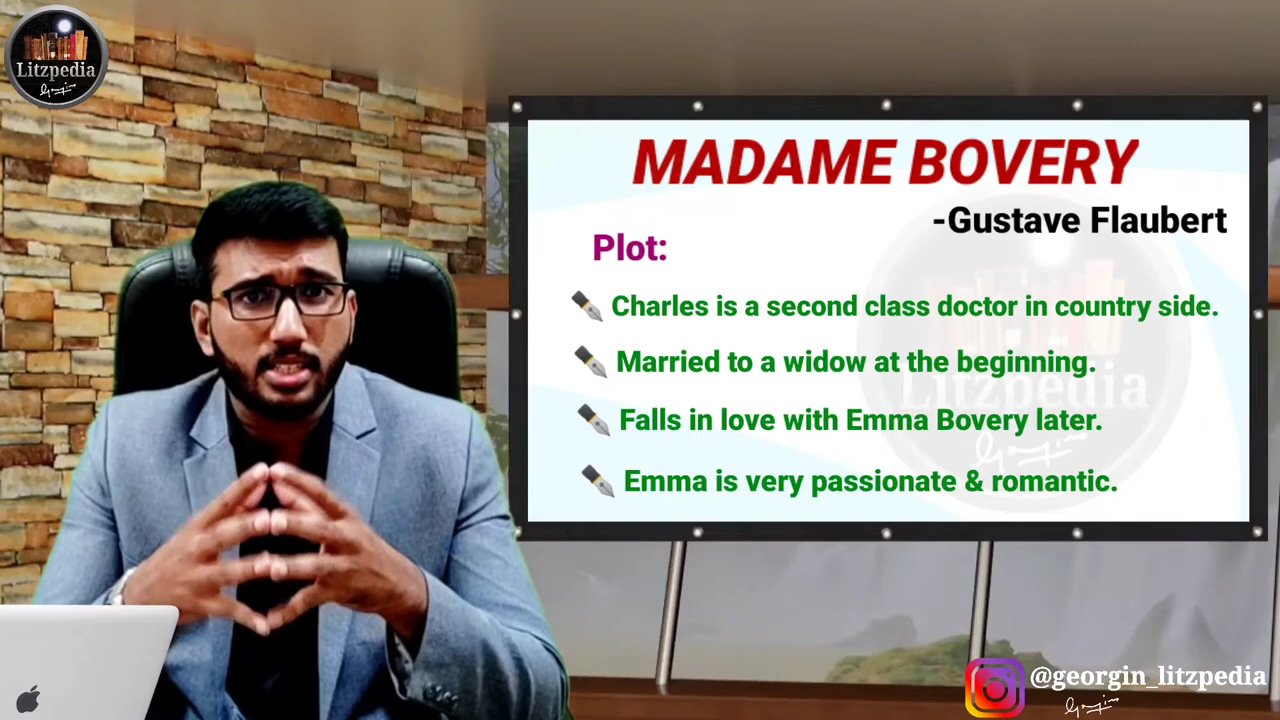 Litzpedia
MADAME BOVERY
-Gustave Flaubert
Plot:
Charles is a second class doctor in country side.
Married to a widow at the beginning.
Falls in love with Emma Bovery later.
Emma is very passionate & romantic.
Litzpedia
@georgin_litzpedia